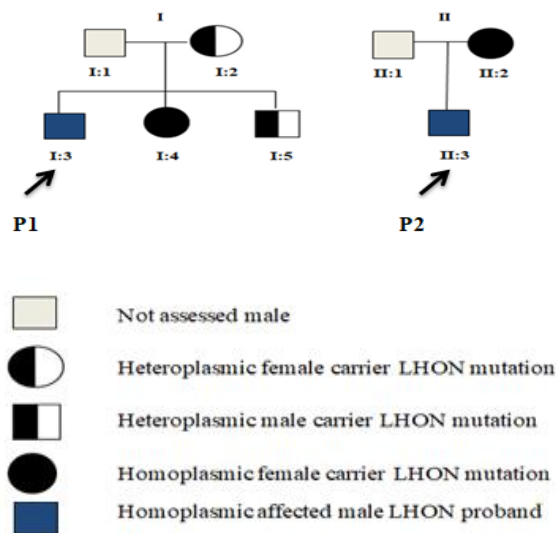 I II
I:1 I:2 II:1 II:2
I:3 I:4 I:5 II:3
P1 P2
Not assessed male
Heteroplasmic female carrier LHON mutation
Heteroplasmic male carrier LHON mutation
Homoplasmic female carrier LHON mutation
Homoplasmic affected male LHON proband